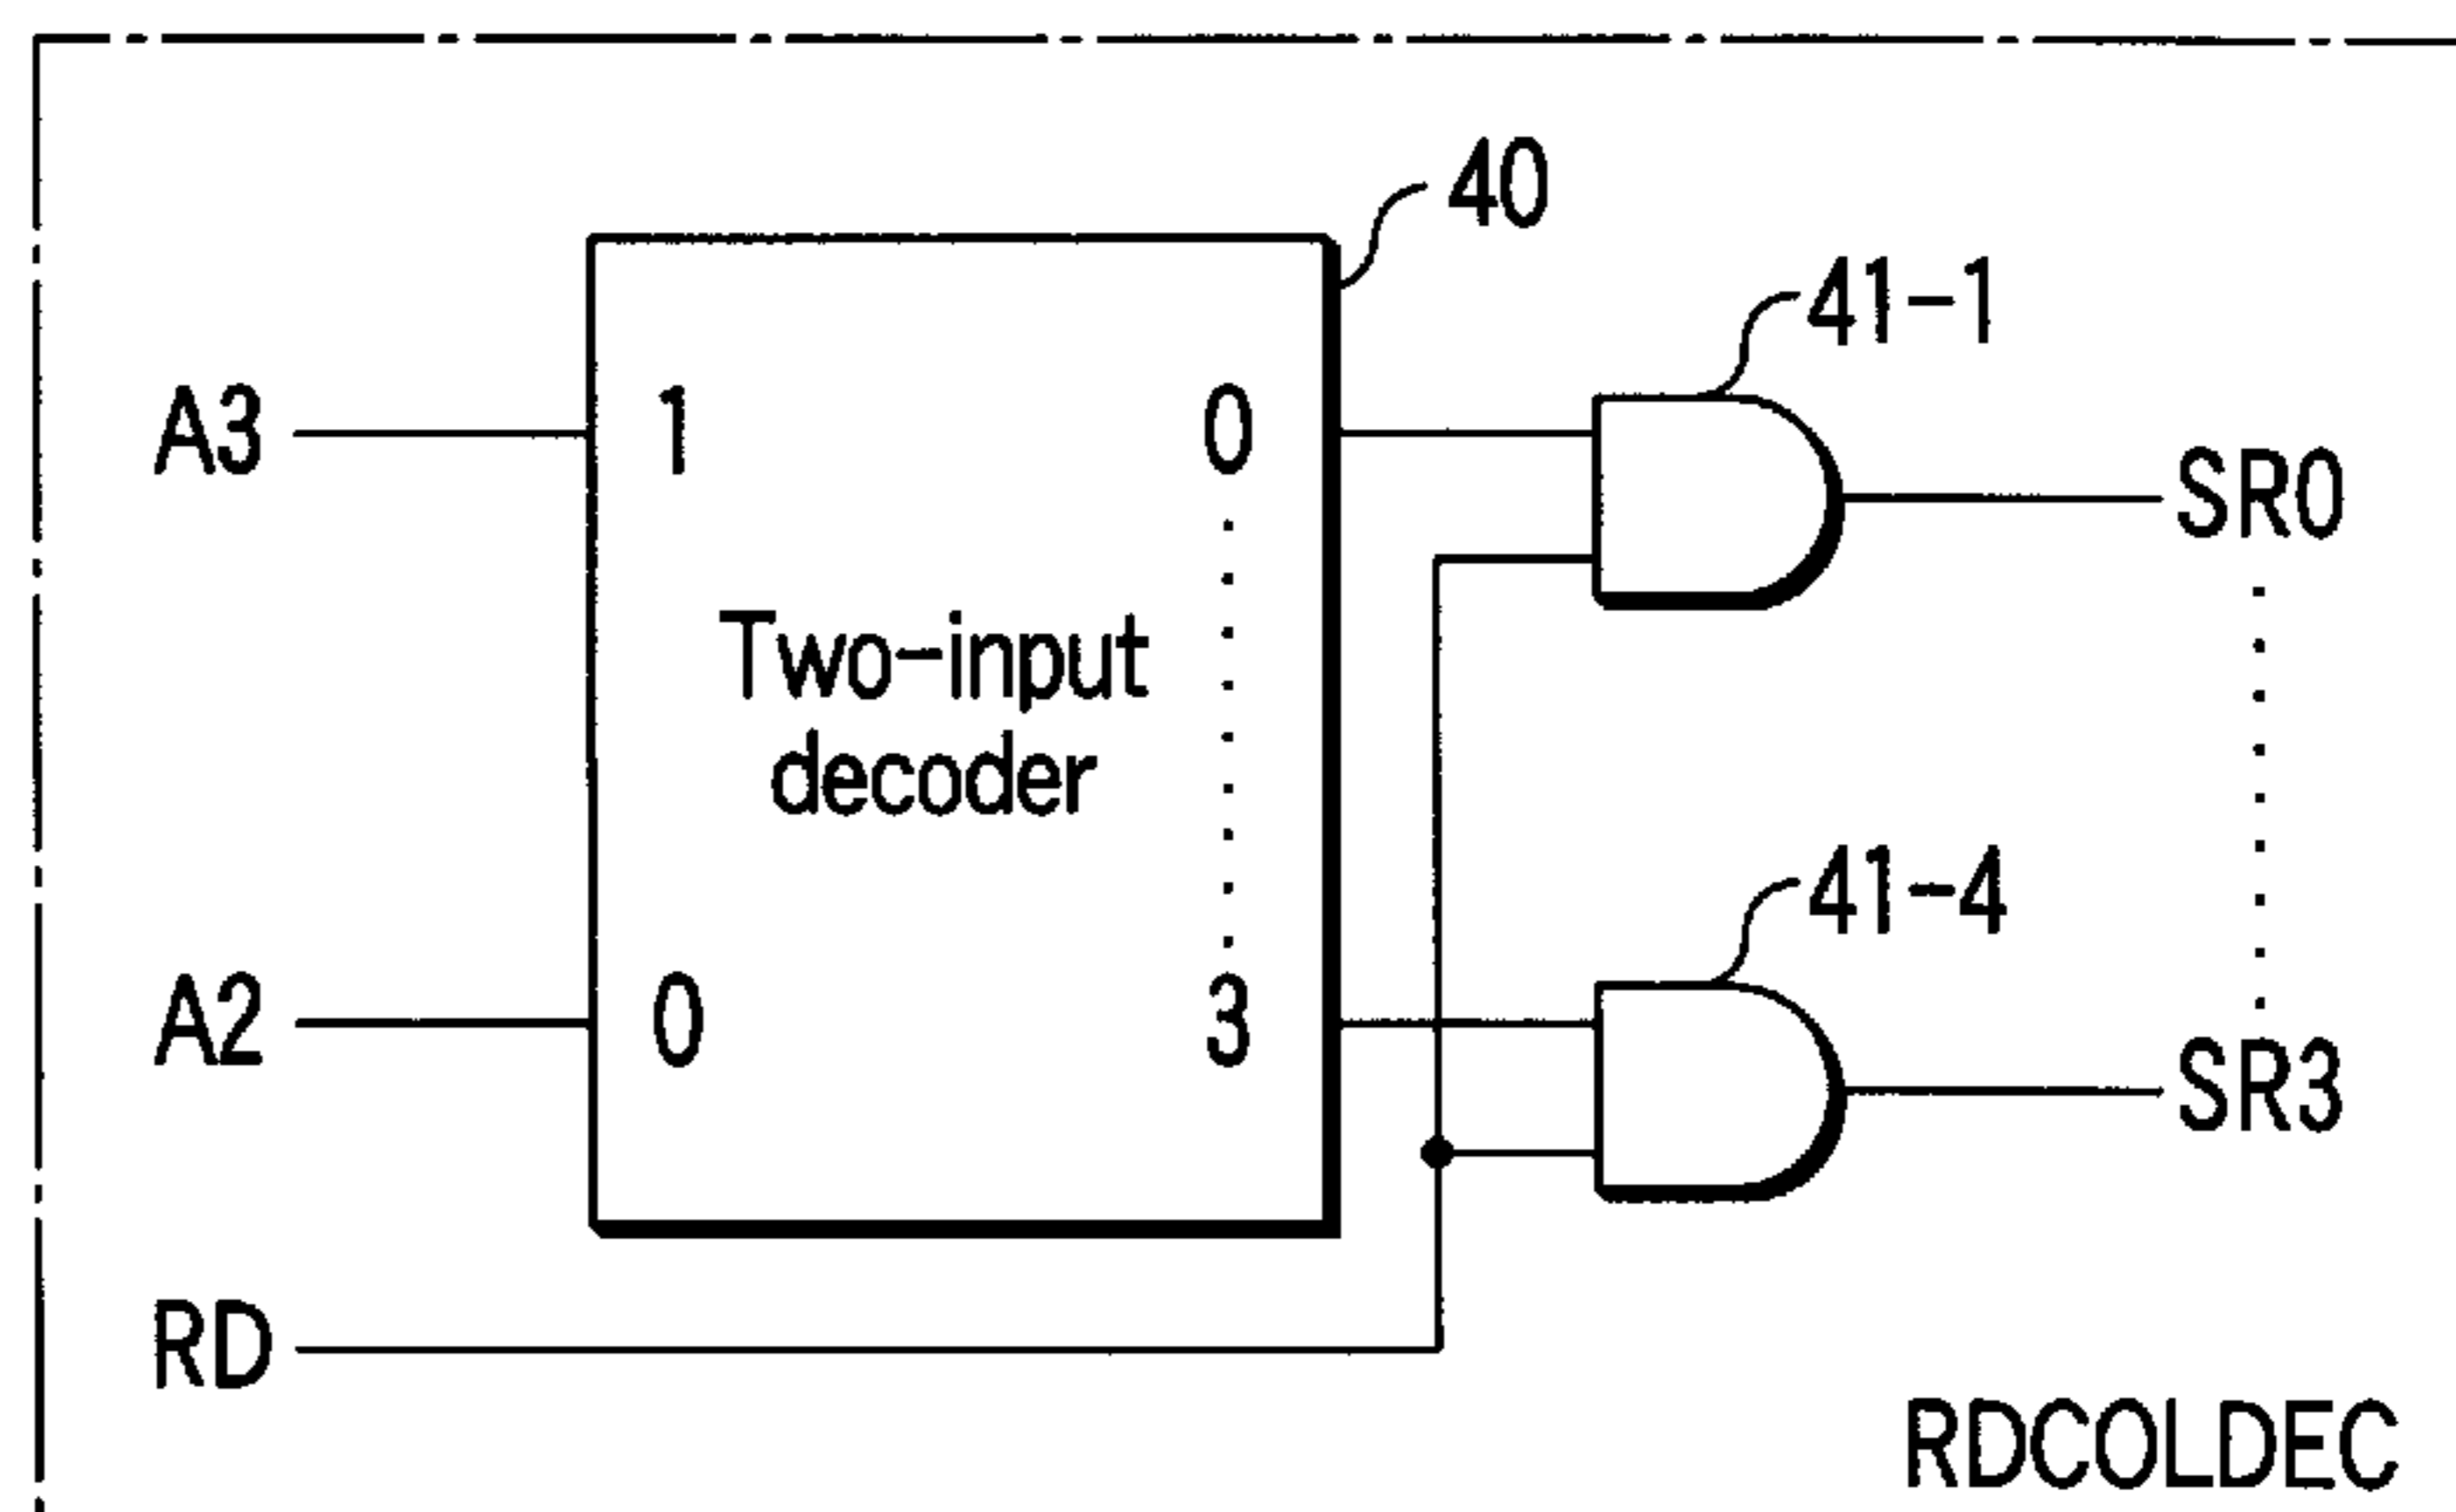 40
41-1
A3
1
0
SR0
Two-input
decoder
41-4
A2
0
3
SR3
RD
RDCOLDEC